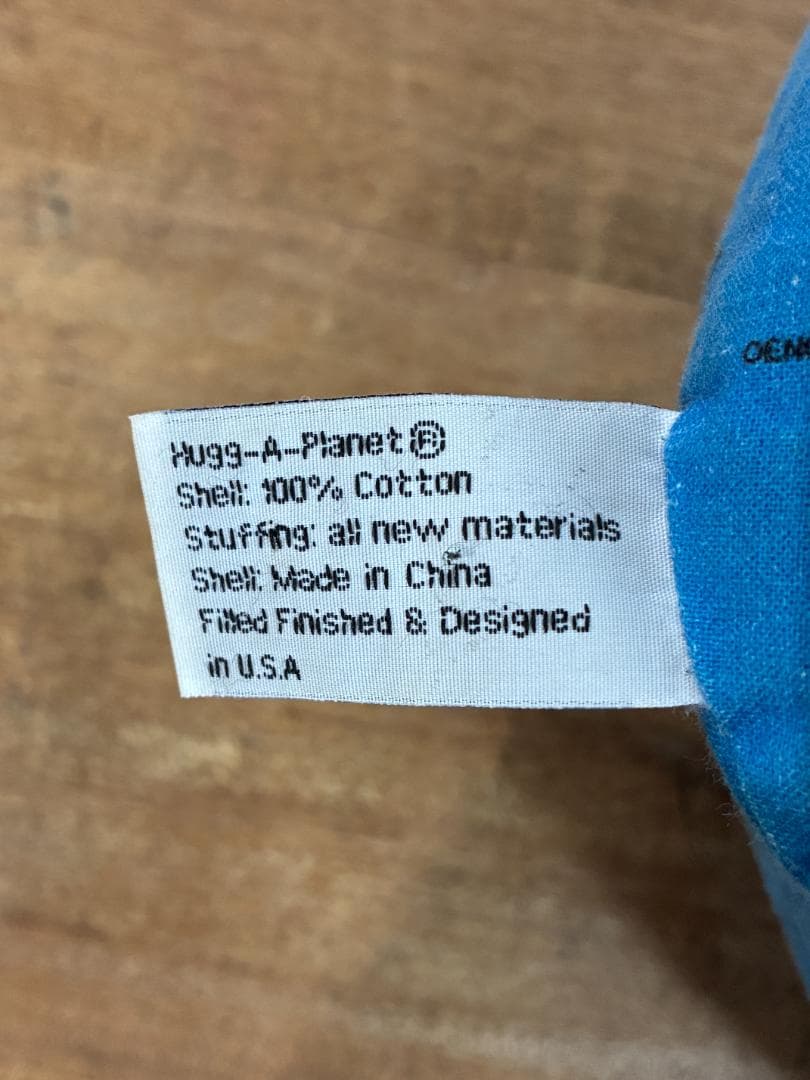 Hugg-A-Planet®
Shell: 100% Cotton
Stuffing: all new materials
Shell: Made in China
Filled Finished & Designed
in U.S.A